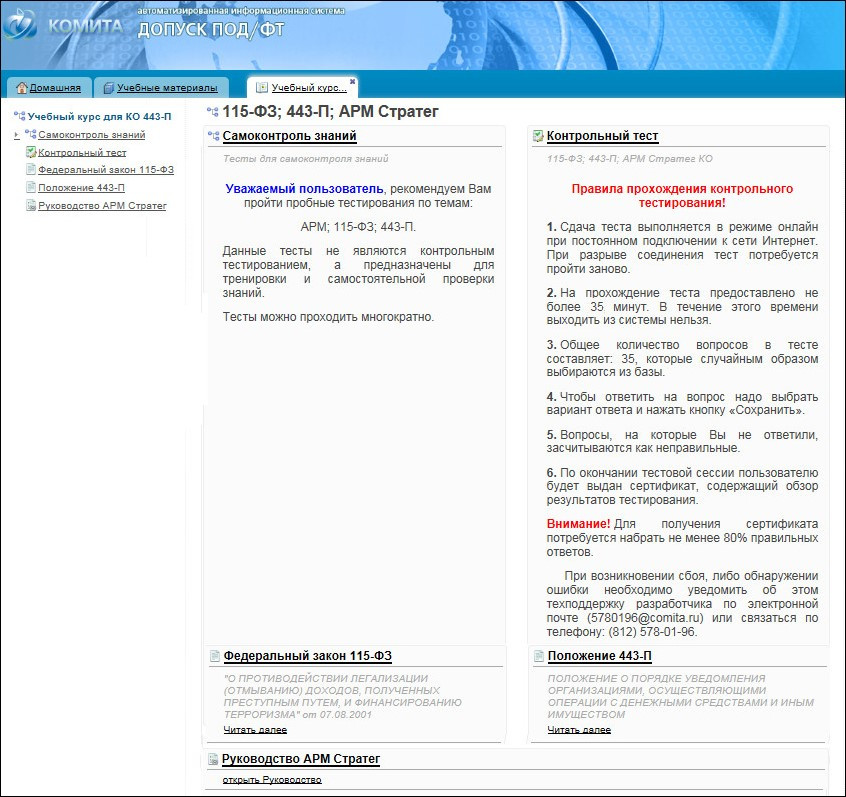 автоматизированная информационная система
КОМИТА
ДОПУСК ПОД/ФТ
Домашняя
Учебные материалы
Учебный курс...
Учебный курс для КО 443-П
Самоконтроль знаний
Контрольный тест
Федеральный закон 115-ФЗ
Положение 443-П
Руководство АРМ Стратег
115-ФЗ; 443-П; АРМ Стратег
Самоконтроль знаний
Тесты для самоконтроля знаний
Уважаемый пользователь, рекомендуем Вам
пройти пробные тестирования по темам:
АРМ; 115-ФЗ; 443-П.
Данные тесты не являются контрольным
тестированием, а предназначены для
тренировки и самостоятельной проверки
знаний.
Тесты можно проходить многократно.
Контрольный тест
115-ФЗ; 443-П; АРМ Стратег КО
Правила прохождения контрольного
тестирования!
1. Сдача теста выполняется в режиме онлайн
при постоянном подключении к сети Интернет.
При разрыве соединения тест потребуется
пройти заново.
2. На прохождение теста предоставлено не
более 35 минут. В течение этого времени
выходить из системы нельзя.
3. Общее количество вопросов в тесте
составляет: 35, которые случайным образом
выбираются из базы.
4. Чтобы ответить на вопрос надо выбрать
вариант ответа и нажать кнопку «Сохранить».
5. Вопросы, на которые Вы не ответили,
засчитываются как неправильные.
6. По окончании тестовой сессии пользователю
будет выдан сертификат, содержащий обзор
результатов тестирования.
Внимание! Для получения сертификата
потребуется набрать не менее 80% правильных
ответов.
При возникновении сбоя, либо обнаружении
ошибки необходимо уведомить об этом
техподдержку разработчика по электронной
почте (5780196@comita.ru) или связаться по
телефону: (812) 578-01-96.
Федеральный закон 115-ФЗ
"О ПРОТИВОДЕЙСТВИИ ЛЕГАЛИЗАЦИИ
(ОТМЫВАНИЮ) ДОХОДОВ, ПОЛУЧЕННЫХ
ПРЕСТУПНЫМ ПУТЕМ, И ФИНАНСИРОВАНИЮ
ТЕРРОРИЗМА" от 07.08.2001
Читать далее
Положение 443-П
ПОЛОЖЕНИЕ О ПОРЯДКЕ УВЕДОМЛЕНИЯ
ОРГАНИЗАЦИЯМИ, ОСУЩЕСТВЛЯЮЩИМИ
ОПЕРАЦИИ С ДЕНЕЖНЫМИ СРЕДСТВАМИ И ИНЫМ
ИМУЩЕСТВОМ
Читать далее
Руководство АРМ Стратег
открыть Руководство